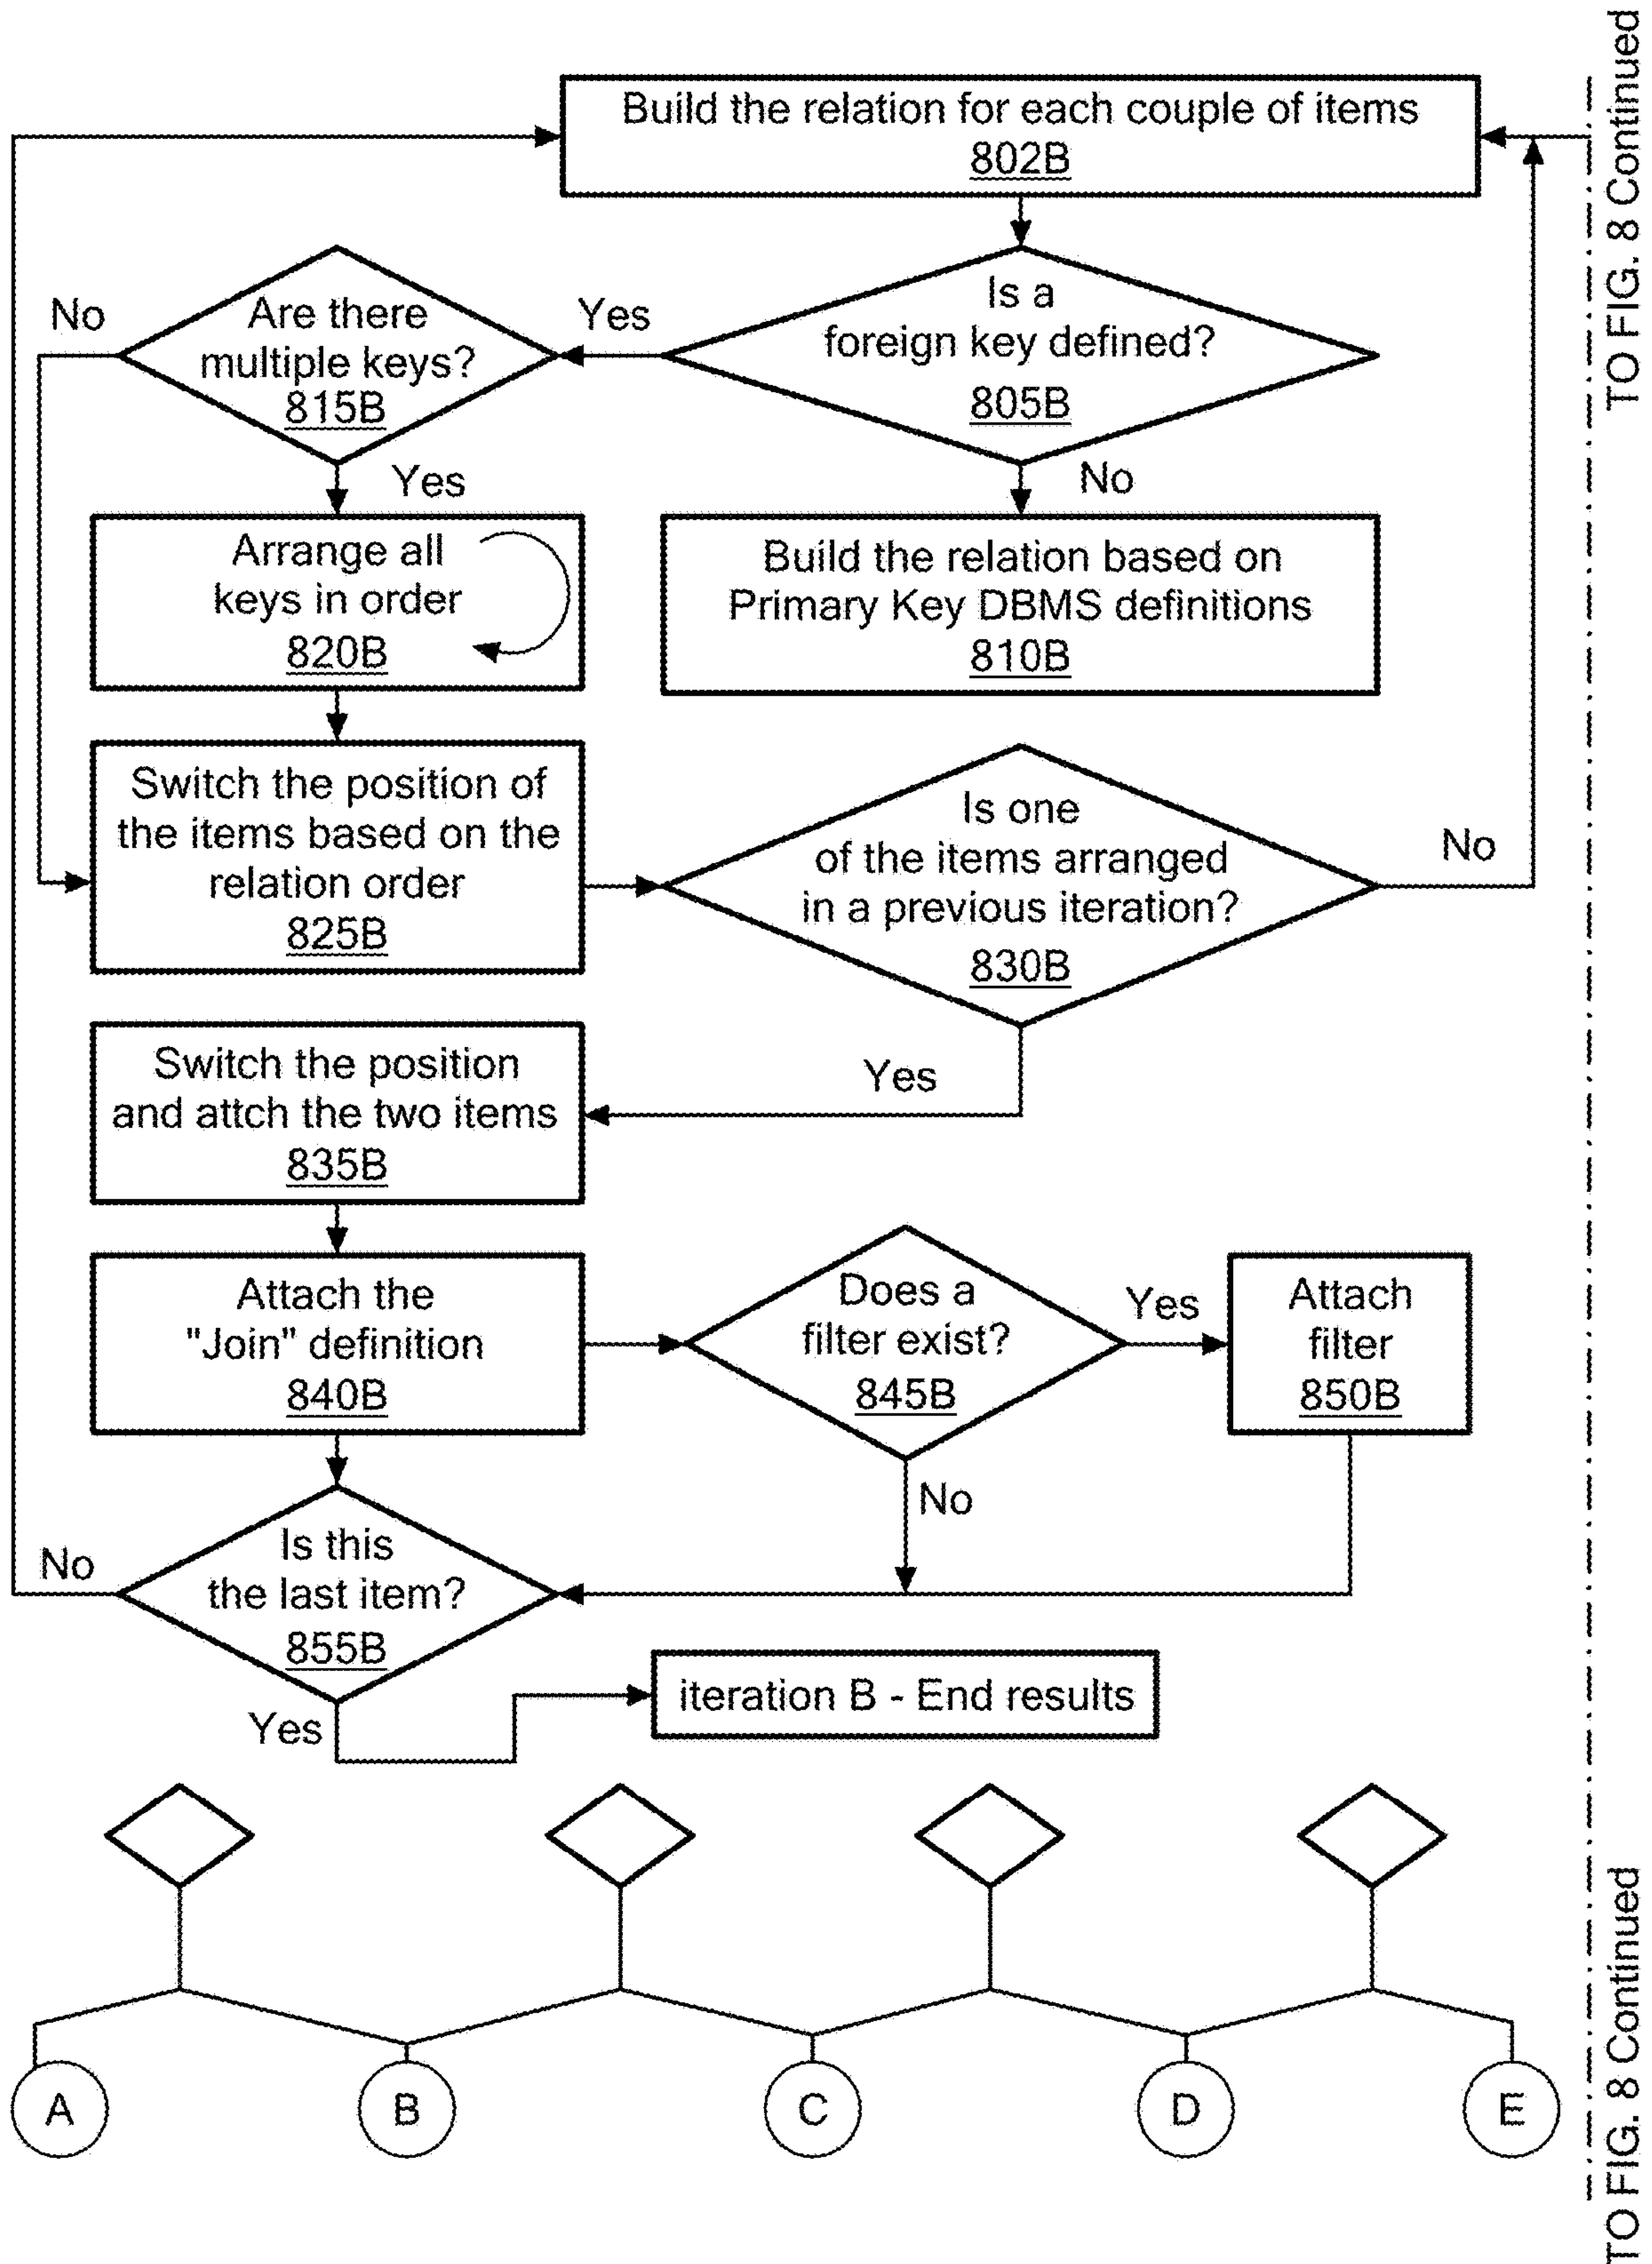 Build the relation for each couple of items
802B
TO FIG. 8 Continued
Is a
foreign key defined?
805B
Yes
No
Are there
multiple keys?
815B
No
Yes
Arrange all
keys in order
820B
Build the relation based on
Primary Key DBMS definitions
810B
Switch the position of
the items based on the
relation order
825B
Is one
of the items arranged
in a previous iteration?
830B
No
Yes
Switch the position
and attch the two items
835B
Attach the
"Join" definition
840B
Does a
filter exist?
845B
Yes
No
Attach
filter
850B
Is this
the last item?
855B
No
Yes
iteration B - End results
A
B
C
D
E
TO FIG. 8 Continued